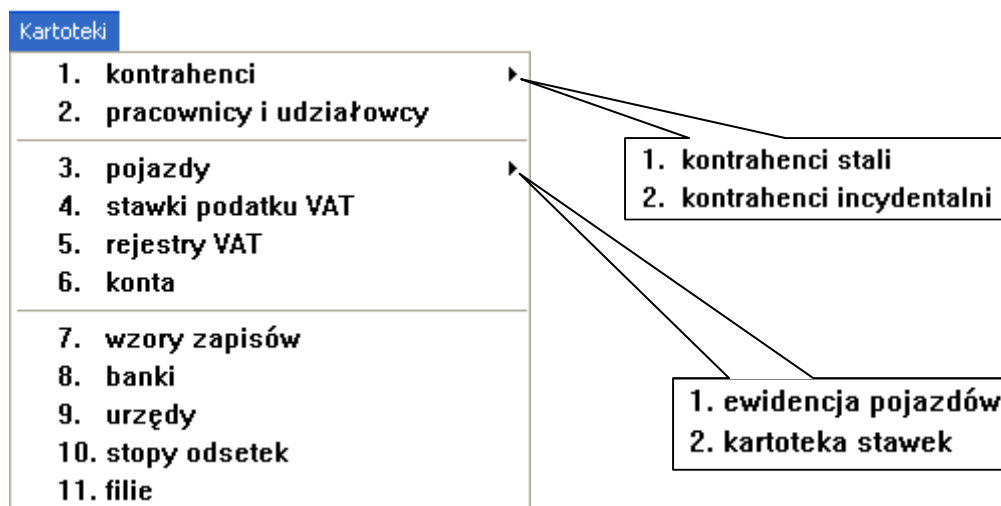 Kartoteki
1. kontrahenci
2. pracownicy i udziałowcy
3. pojazdy
4. stawki podatku VAT
5. rejestry VAT
6. konta
7. wzory zapisów
8. banki
9. urzędy
10. stopy odsetek
11. filie
1. kontrahenci stali
2. kontrahenci incydentalni
1. ewidencja pojazdów
2. kartoteka stawek